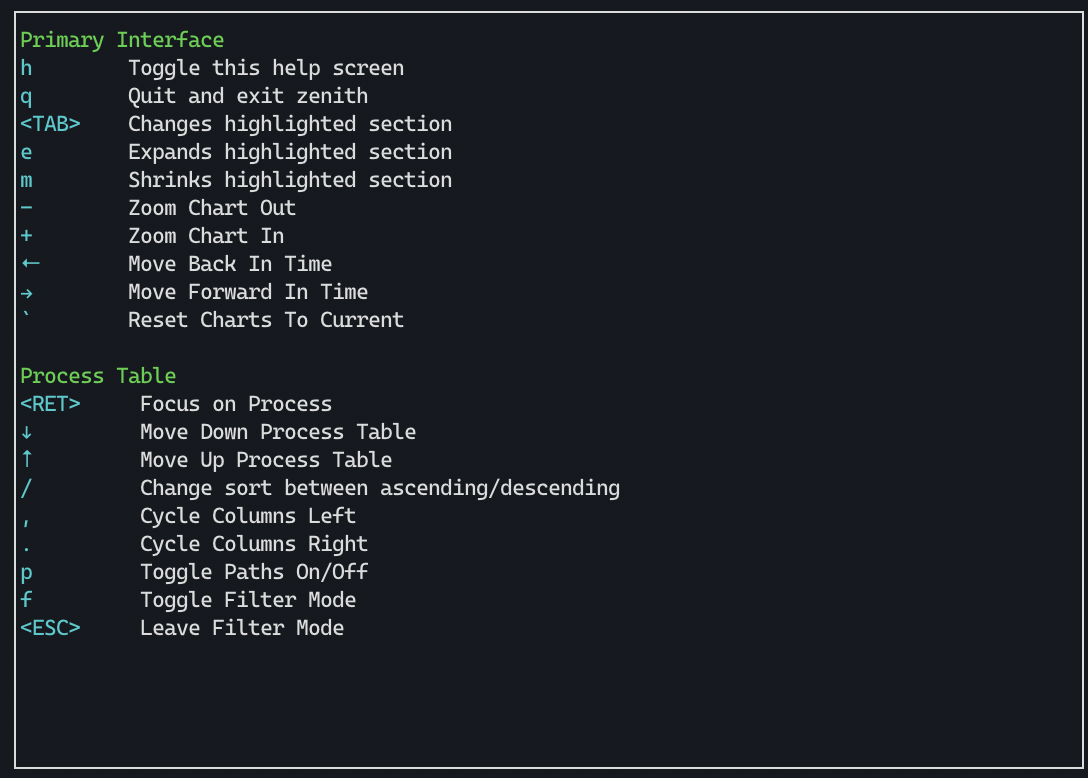 Primary Interface
h Toggle this help screen
q Quit and exit zenith
<TAB> Changes highlighted section
e Expands highlighted section
m Shrinks highlighted section
- Zoom Chart Out
+ Zoom Chart In
← Move Back In Time
→ Move Forward In Time
` Reset Charts To Current
Process Table
<RET> Focus on Process
↓ Move Down Process Table
↑ Move Up Process Table
/ Change sort between ascending/descending
, Cycle Columns Left
. Cycle Columns Right
p Toggle Paths On/Off
f Toggle Filter Mode
<ESC> Leave Filter Mode